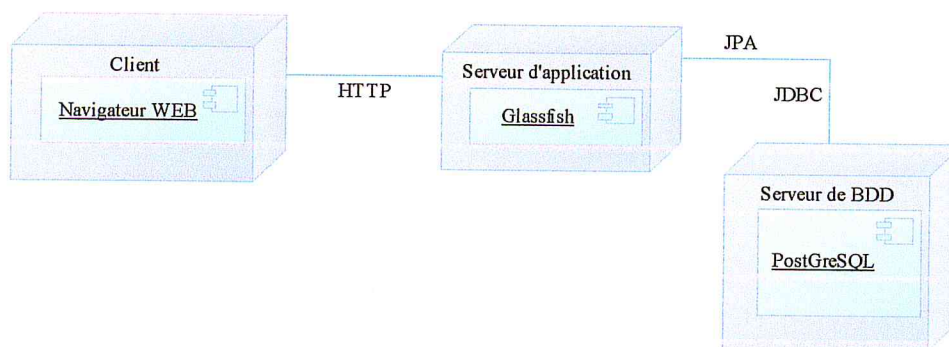 Client
Navigateur WEB
HTTP
Serveur d'application
Glassfish
JPA
JDBC
Serveur de BDD
PostGreSQL